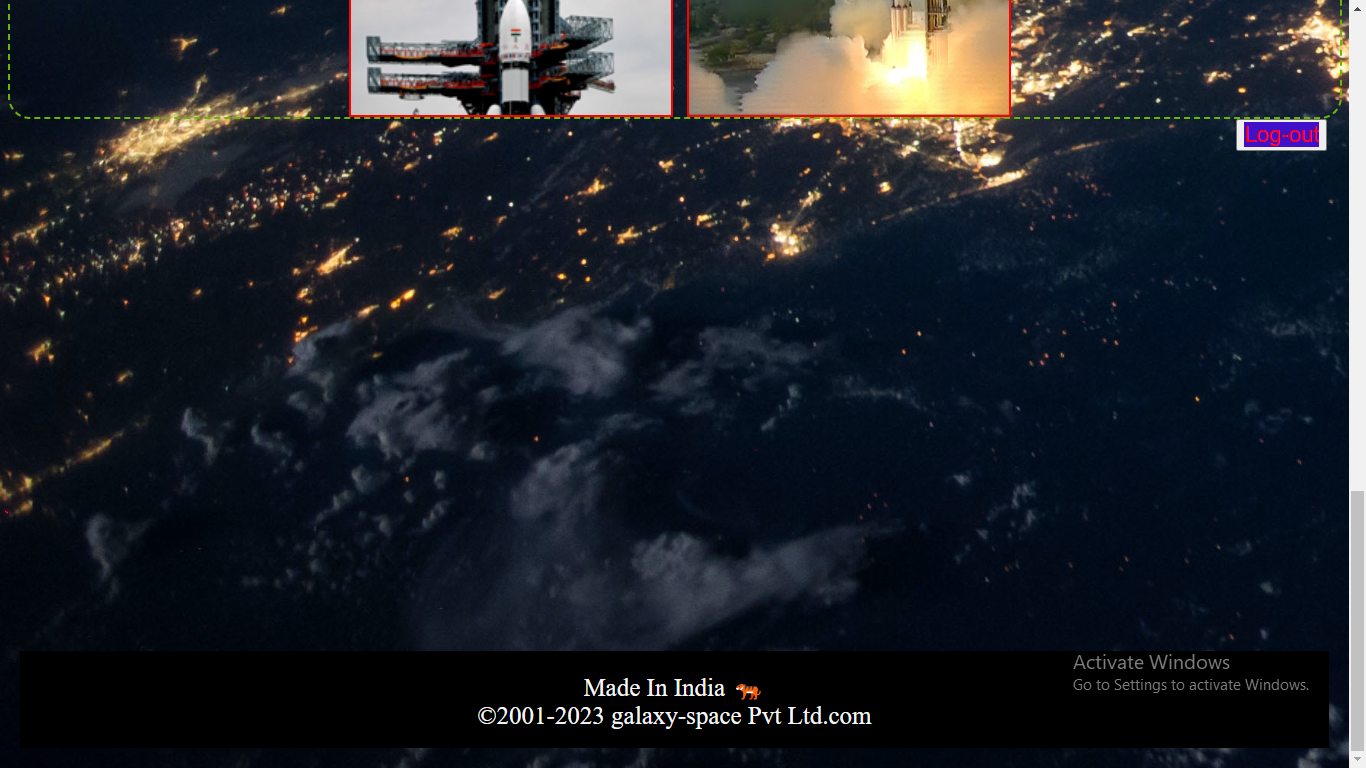 Log-out
Activate Windows
Go to Settings to activate Windows.
Made In India 🐅
©2001-2023 galaxy-space Pvt Ltd.com